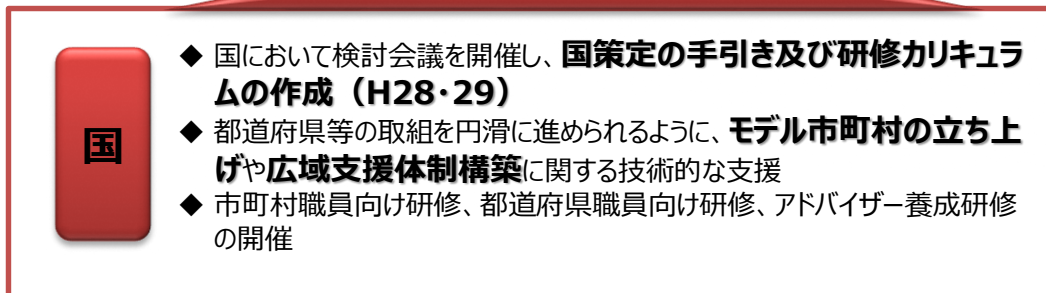 国
◆ 国において検討会議を開催し、国策定の手引き及び研修カリキュラ
ムの作成（H28・29）
◆ 都道府県等の取組を円滑に進められるように、モデル市町村の立ち上
げや広域支援体制構築に関する技術的な支援
◆ 市町村職員向け研修、都道府県職員向け研修、アドバイザー養成研修
の開催